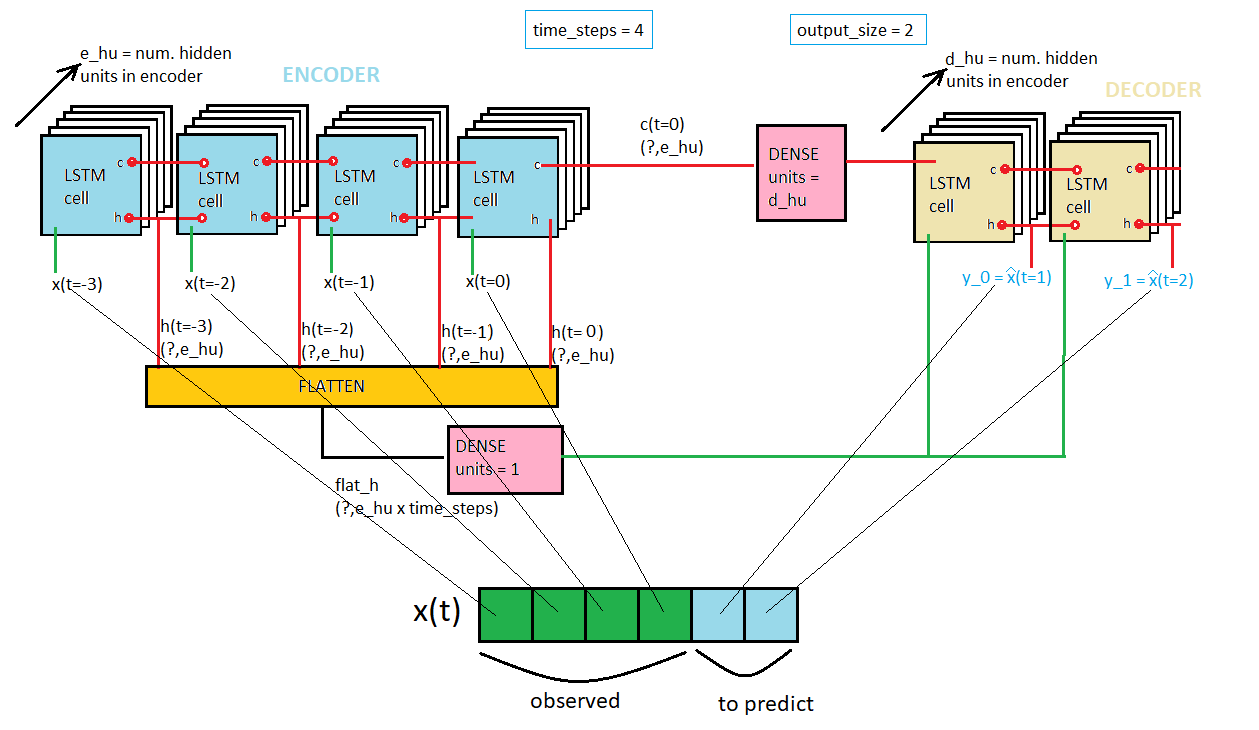 time_steps = 4
output_size = 2
e_hu = num. hidden
units in encoder
ENCODER
d_hu = num. hidden
units in encoder
DECODER
LSTM
cell
c
h
LSTM
cell
c
h
LSTM
cell
c
h
LSTM
cell
c
h
c(t=0)
(?,e_hu)
DENSE
units =
d_hu
LSTM
cell
c
h
LSTM
cell
c
h
x(t=-3)
x(t=-2)
x(t=-1)
x(t=0)
y_0 = x̂(t=1)
y_1 = x̂(t=2)
h(t=-3)
(?,e_hu)
h(t=-2)
(?,e_hu)
h(t=-1)
(?,e_hu)
h(t= 0)
(?,e_hu)
FLATTEN
DENSE
units = 1
flat_h
(?,e_hu x time_steps)
x(t)
observed
to predict